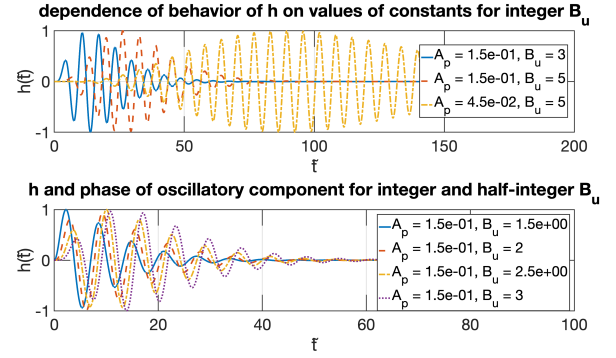 dependence of behavior of h on values of constants for integer B_u
1
0
-1
h(t̃)
A_p = 1.5e-01, B_u = 3
A_p = 1.5e-01, B_u = 5
A_p = 4.5e-02, B_u = 5
0 50 100 150 200
t̃
h and phase of oscillatory component for integer and half-integer B_u
1
0
-1
h(t̃)
A_p = 1.5e-01, B_u = 1.5e+00
A_p = 1.5e-01, B_u = 2
A_p = 1.5e-01, B_u = 2.5e+00
A_p = 1.5e-01, B_u = 3
0 20 40 60 80 100
t̃